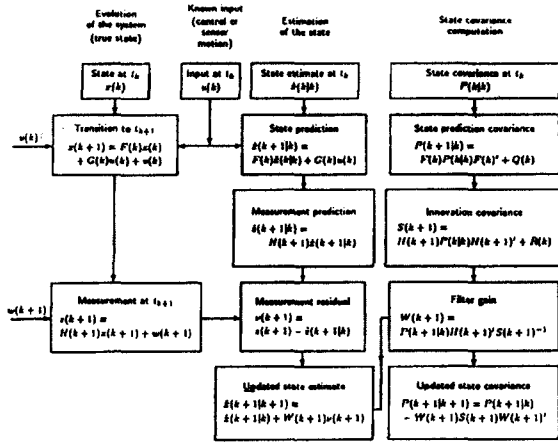 Evolution
of the system
(true state)
Known input
(control or
sensor
motion)
Estimation
of the state
State covariance
computation
State at t_k
x(k)
Input at t_k
u(k)
State estimate at t_k
x̂(k|k)
State covariance at t_k
P(k|k)
v(k)
Transition to t_{k+1}
x(k+1) = F(k)x(k)
+ G(k)u(k) + v(k)
State prediction
x̂(k+1|k) =
F(k)x̂(k|k) + G(k)u(k)
State prediction covariance
P(k+1|k) =
F(k)P(k|k)F(k)' + Q(k)
Measurement prediction
ẑ(k+1|k) =
H(k+1)x̂(k+1|k)
Innovation covariance
S(k+1) =
H(k+1)P(k|k)H(k+1)' + R(k)
w(k+1)
Measurement at t_{k+1}
z(k+1) =
H(k+1)x(k+1) + w(k+1)
Measurement residual
ν(k+1) =
z(k+1) − ẑ(k+1|k)
Filter gain
W(k+1) =
P(k+1|k)H(k+1)'S(k+1)⁻¹
Updated state estimate
x̂(k+1|k+1) =
x̂(k+1|k) + W(k+1)ν(k+1)
Updated state covariance
P(k+1|k+1) = P(k+1|k)
− W(k+1)S(k+1)W(k+1)'